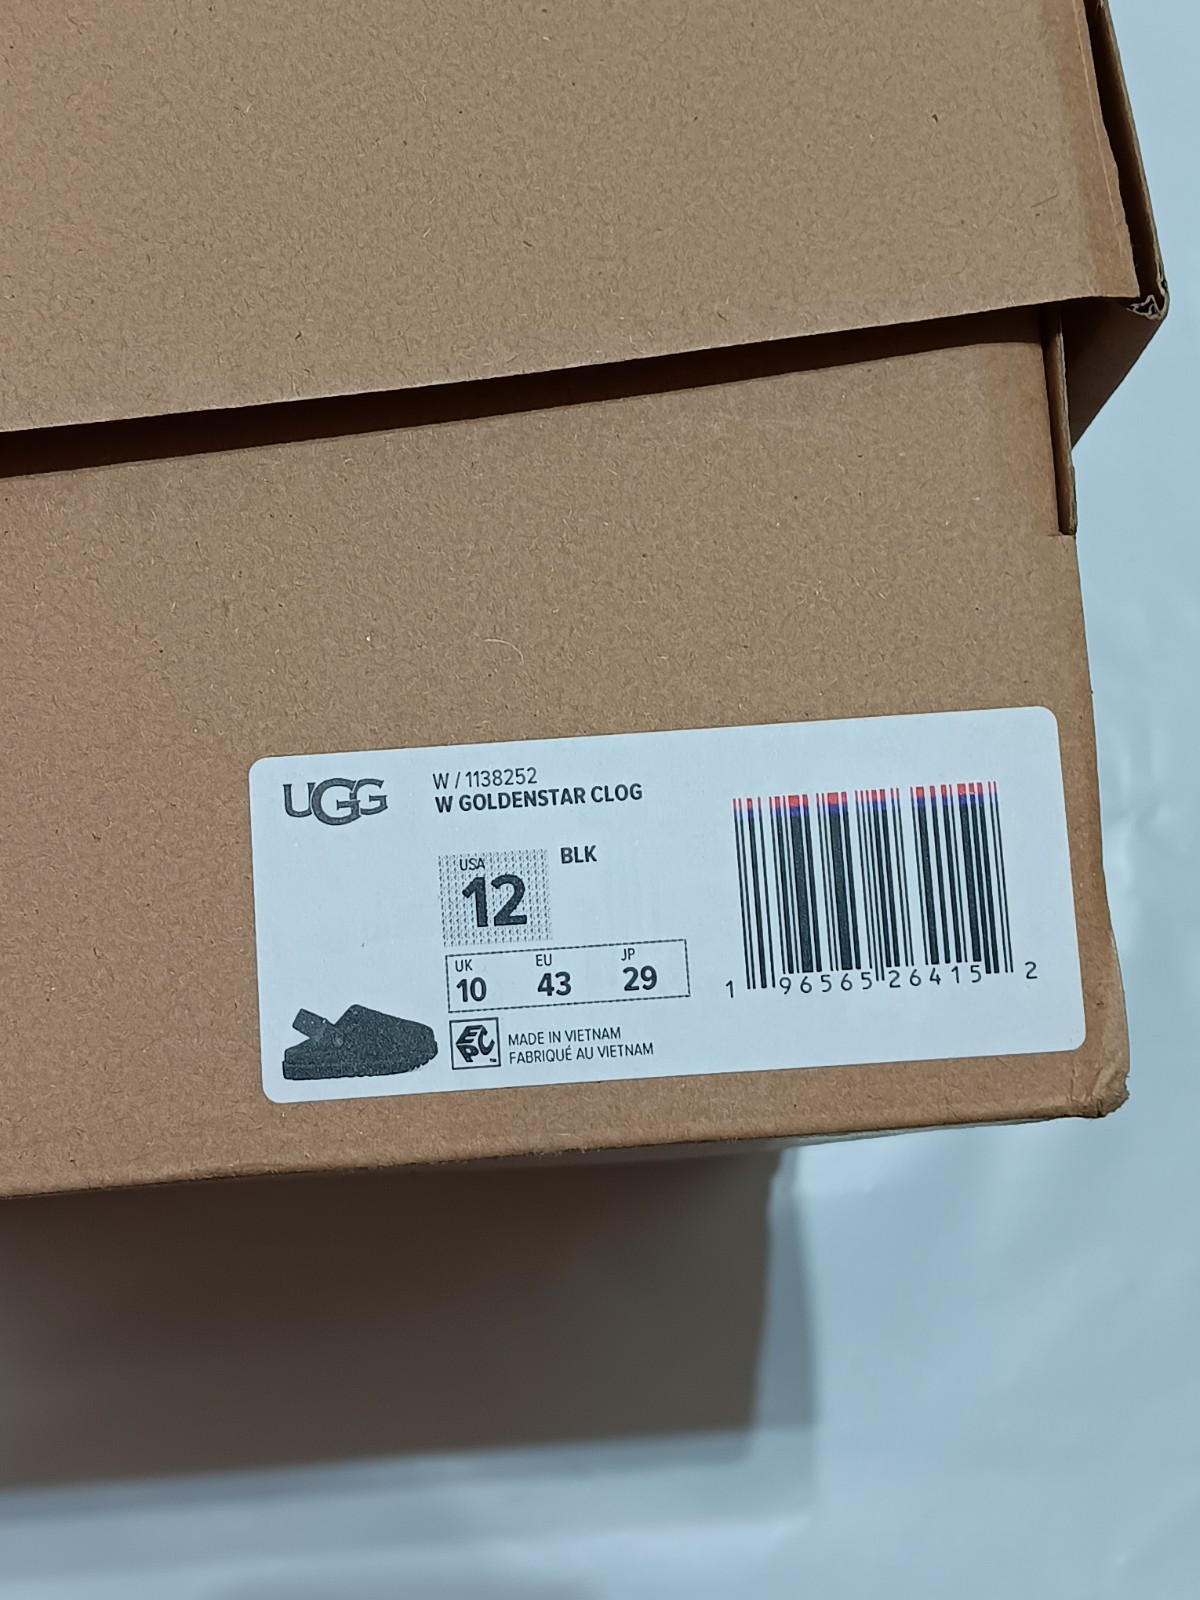 UGG
W / 1138252
W GOLDENSTAR CLOG
USA
12
BLK
UK EU JP
10 43 29
EPC
MADE IN VIETNAM
FABRIQUÉ AU VIETNAM
1 96565 26415 2